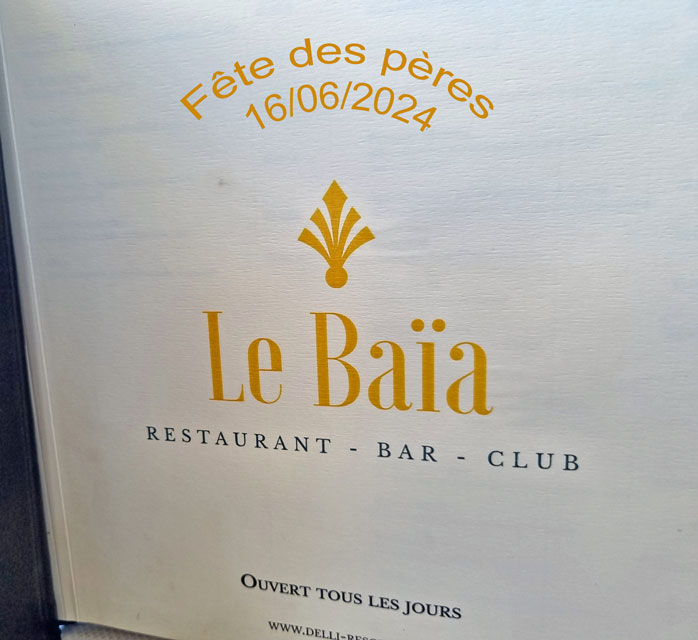 Fête des pères
16/06/2024
Le Baïa
RESTAURANT - BAR - CLUB
OUVERT TOUS LES JOURS